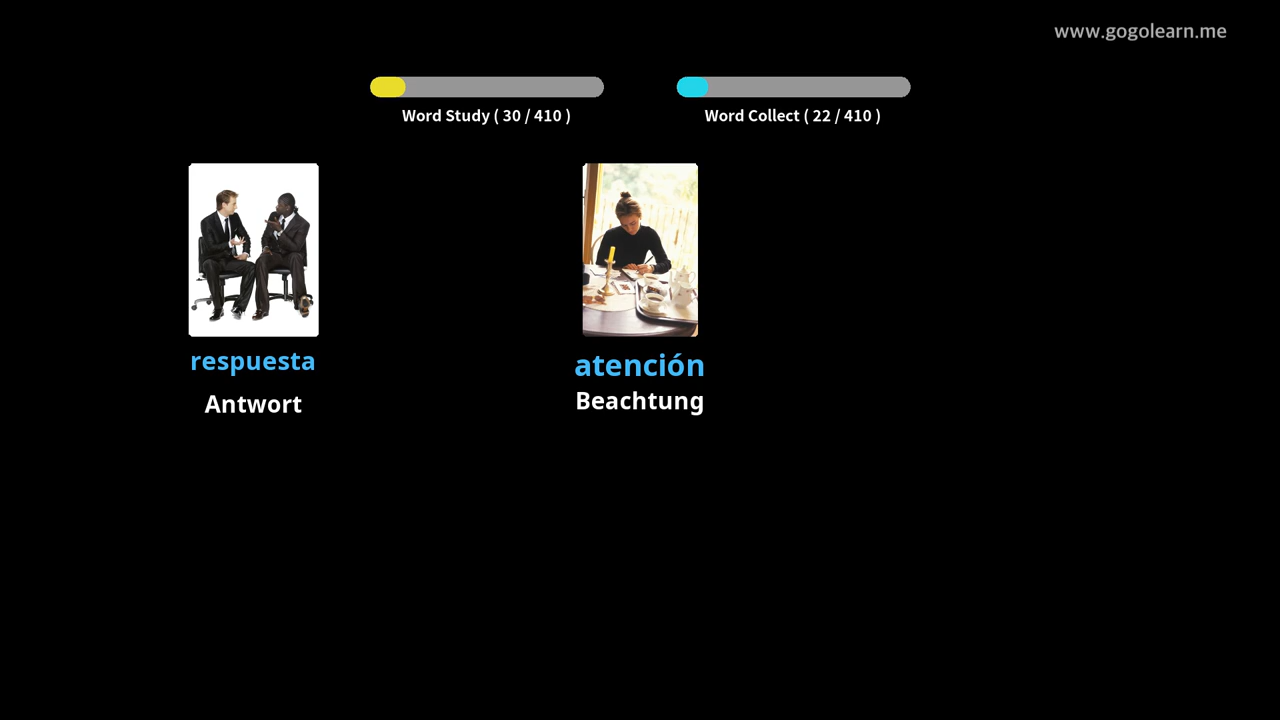 www.gogolearn.me
Word Study ( 30 / 410 )
Word Collect ( 22 / 410 )
respuesta
Antwort
atención
Beachtung